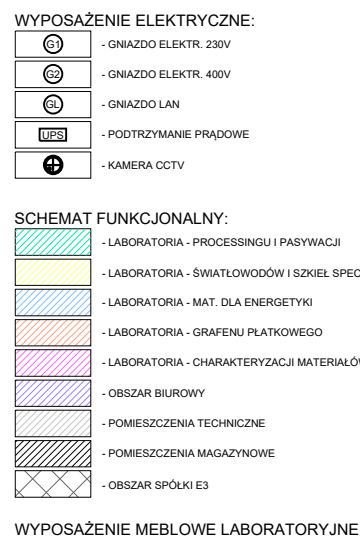 WYPOSAŻENIE ELEKTRYCZNE:
G1 - GNIAZDO ELEKTR. 230V
G2 - GNIAZDO ELEKTR. 400V
GL - GNIAZDO LAN
UPS - PODTRZYMANIE PRĄDOWE
- KAMERA CCTV
SCHEMAT FUNKCJONALNY:
- LABORATORIA - PROCESSINGU I PASYWACJI
- LABORATORIA - ŚWIATŁOWODÓW I SZKIEŁ SPEC
- LABORATORIA - MAT. DLA ENERGETYKI
- LABORATORIA - GRAFENU PŁATKOWEGO
- LABORATORIA - CHARAKTERYZACJI MATERIAŁÓW
- OBSZAR BIUROWY
- POMIESZCZENIA TECHNICZNE
- POMIESZCZENIA MAGAZYNOWE
- OBSZAR SPÓŁKI E3
WYPOSAŻENIE MEBLOWE LABORATORYJNE